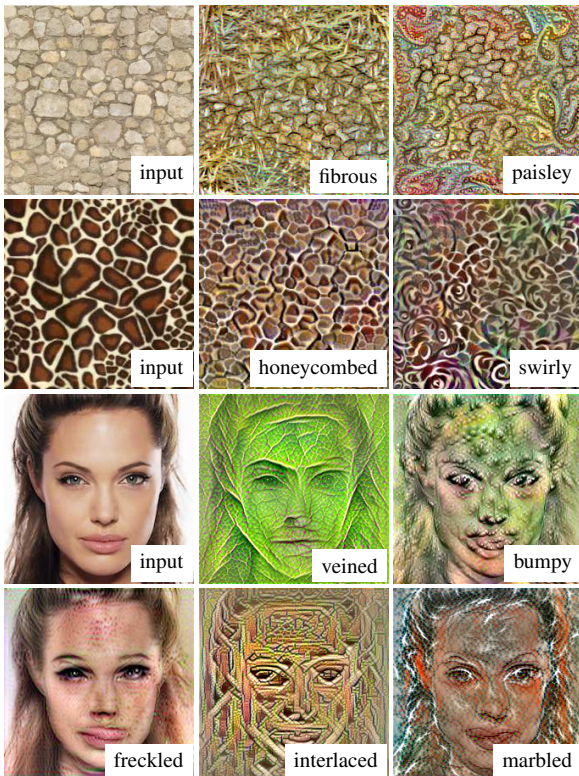 input
fibrous
paisley
input
honeycombed
swirly
input
veined
bumpy
freckled
interlaced
marbled